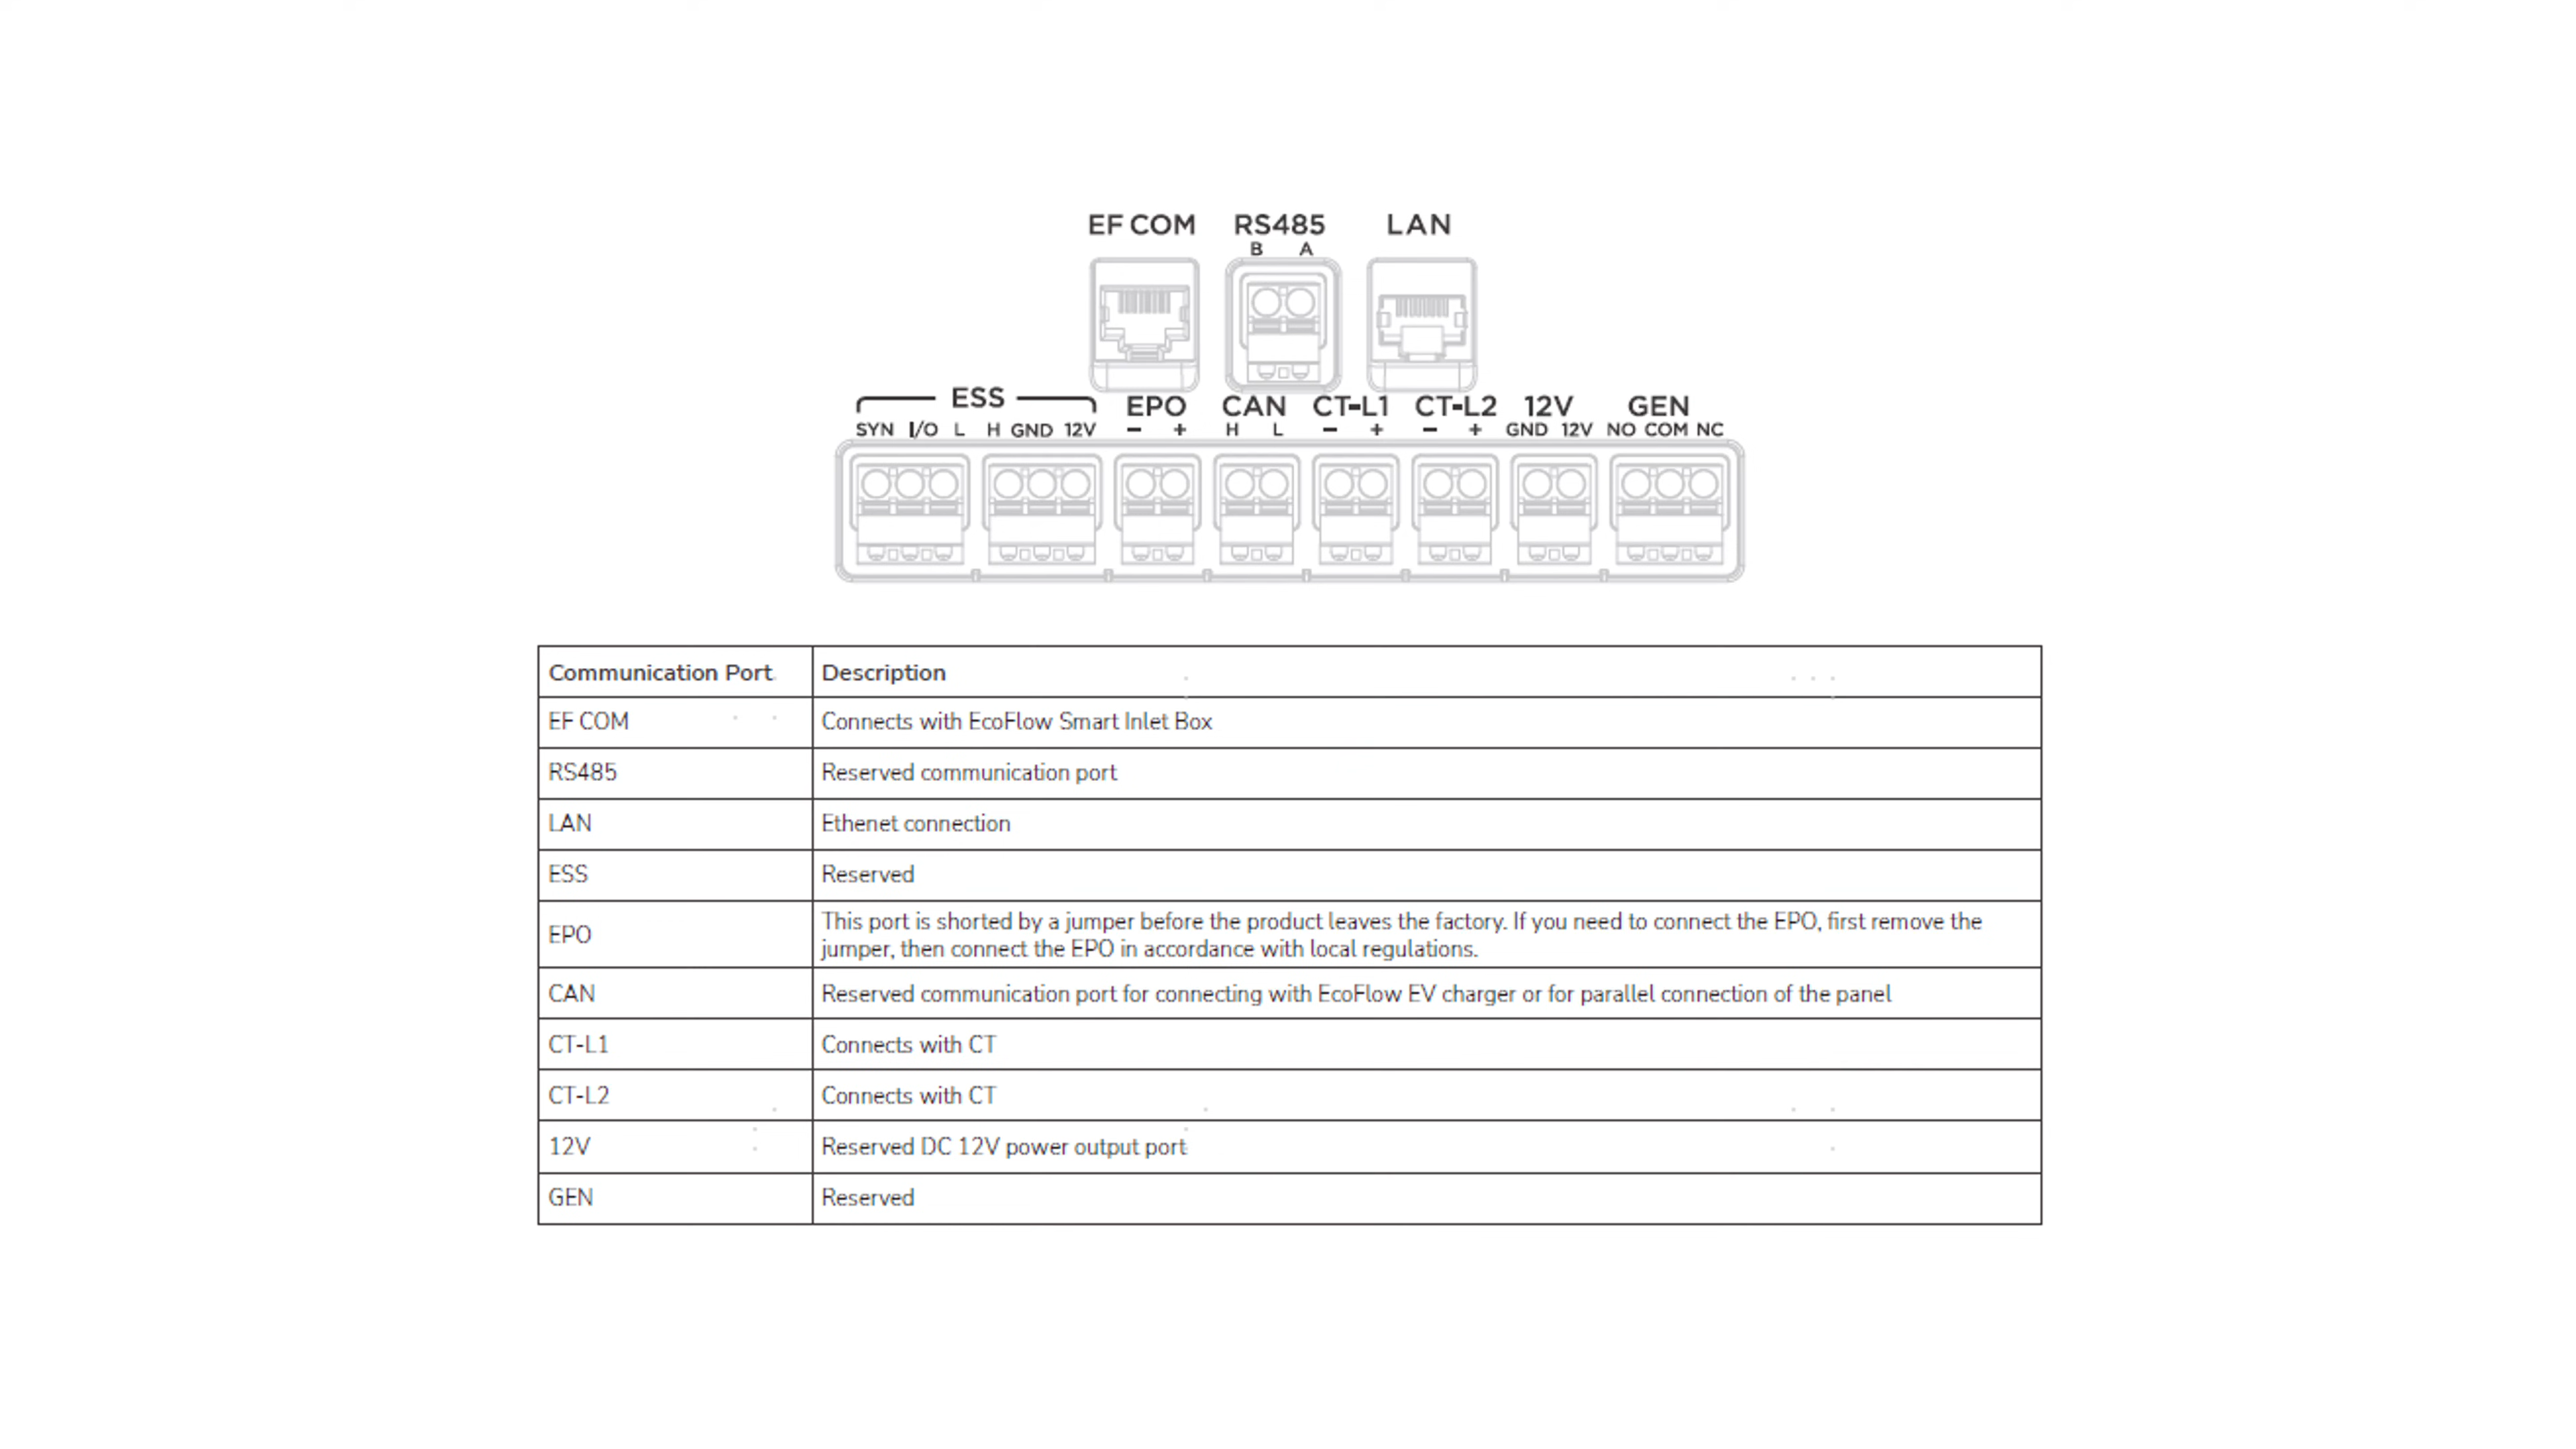 EF COM RS485 LAN
B A
ESS
EPO CAN CT-L1 CT-L2 12V GEN
SYN I/O L H GND 12V − + H L − + − + GND 12V NO COM NC
Communication Port Description
EF COM Connects with EcoFlow Smart Inlet Box
RS485 Reserved communication port
LAN Ethenet connection
ESS Reserved
EPO This port is shorted by a jumper before the product leaves the factory. If you need to connect the EPO, first remove the
jumper, then connect the EPO in accordance with local regulations.
CAN Reserved communication port for connecting with EcoFlow EV charger or for parallel connection of the panel
CT-L1 Connects with CT
CT-L2 Connects with CT
12V Reserved DC 12V power output port
GEN Reserved